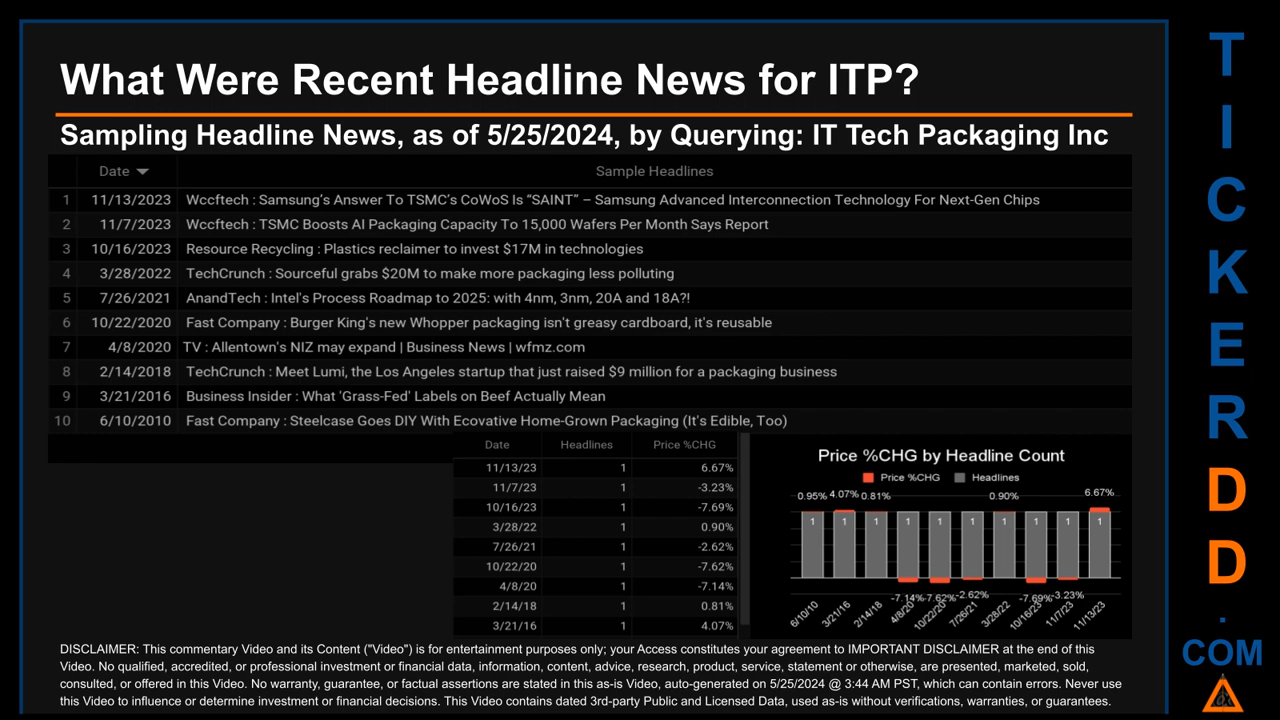 What Were Recent Headline News for ITP?
Sampling Headline News, as of 5/25/2024, by Querying: IT Tech Packaging Inc
Date Sample Headlines
1 11/13/2023 Wccftech : Samsung's Answer To TSMC's CoWoS Is “SAINT” – Samsung Advanced Interconnection Technology For Next-Gen Chips
2 11/7/2023 Wccftech : TSMC Boosts AI Packaging Capacity To 15,000 Wafers Per Month Says Report
3 10/16/2023 Resource Recycling : Plastics reclaimer to invest $17M in technologies
4 3/28/2022 TechCrunch : Sourceful grabs $20M to make more packaging less polluting
5 7/26/2021 AnandTech : Intel's Process Roadmap to 2025: with 4nm, 3nm, 20A and 18A?!
6 10/22/2020 Fast Company : Burger King's new Whopper packaging isn't greasy cardboard, it's reusable
7 4/8/2020 TV : Allentown's NIZ may expand | Business News | wfmz.com
8 2/14/2018 TechCrunch : Meet Lumi, the Los Angeles startup that just raised $9 million for a packaging business
9 3/21/2016 Business Insider : What 'Grass-Fed' Labels on Beef Actually Mean
10 6/10/2010 Fast Company : Steelcase Goes DIY With Ecovative Home-Grown Packaging (It's Edible, Too)
Date Headlines Price %CHG
11/13/23 1 6.67%
11/7/23 1 -3.23%
10/16/23 1 -7.69%
3/28/22 1 0.90%
7/26/21 1 -2.62%
10/22/20 1 -7.62%
4/8/20 1 -7.14%
2/14/18 1 0.81%
3/21/16 1 4.07%
Price %CHG by Headline Count
Price %CHG Headlines
0.95% 4.07% 0.81% 0.90% 6.67%
1 1 1 1 1 1 1 1 1 1
-7.14% -7.62% -2.62% -7.69% -3.23%
6/10/10 3/21/16 2/14/18 4/8/20 10/22/20 7/26/21 3/28/22 10/16/23 11/7/23 11/13/23
DISCLAIMER: This commentary Video and its Content ("Video") is for entertainment purposes only; your Access constitutes your agreement to IMPORTANT DISCLAIMER at the end of this
Video. No qualified, accredited, or professional investment or financial data, information, content, advice, research, product, service, statement or otherwise, are presented, marketed, sold,
consulted, or offered in this Video. No warranty, guarantee, or factual assertions are stated in this as-is Video, auto-generated on 5/25/2024 @ 3:44 AM PST, which can contain errors. Never use
this Video to influence or determine investment or financial decisions. This Video contains dated 3rd-party Public and Licensed Data, used as-is without verifications, warranties, or guarantees.
T
I
C
K
E
R
D
D
.
COM